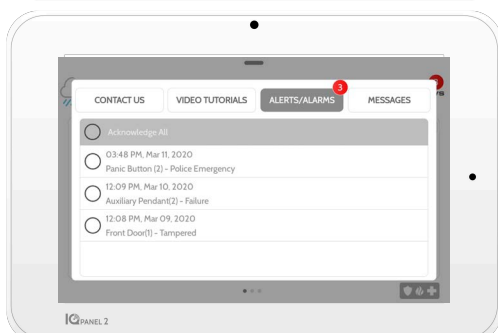 3
CONTACT US
VIDEO TUTORIALS
ALERTS/ALARMS
MESSAGES
Acknowledge All
03:48 PM, Mar 11, 2020
Panic Button (2) - Police Emergency
12:09 PM, Mar 10, 2020
Auxiliary Pendant(2) - Failure
12:08 PM, Mar 09, 2020
Front Door(1) - Tampered
IQ PANEL 2